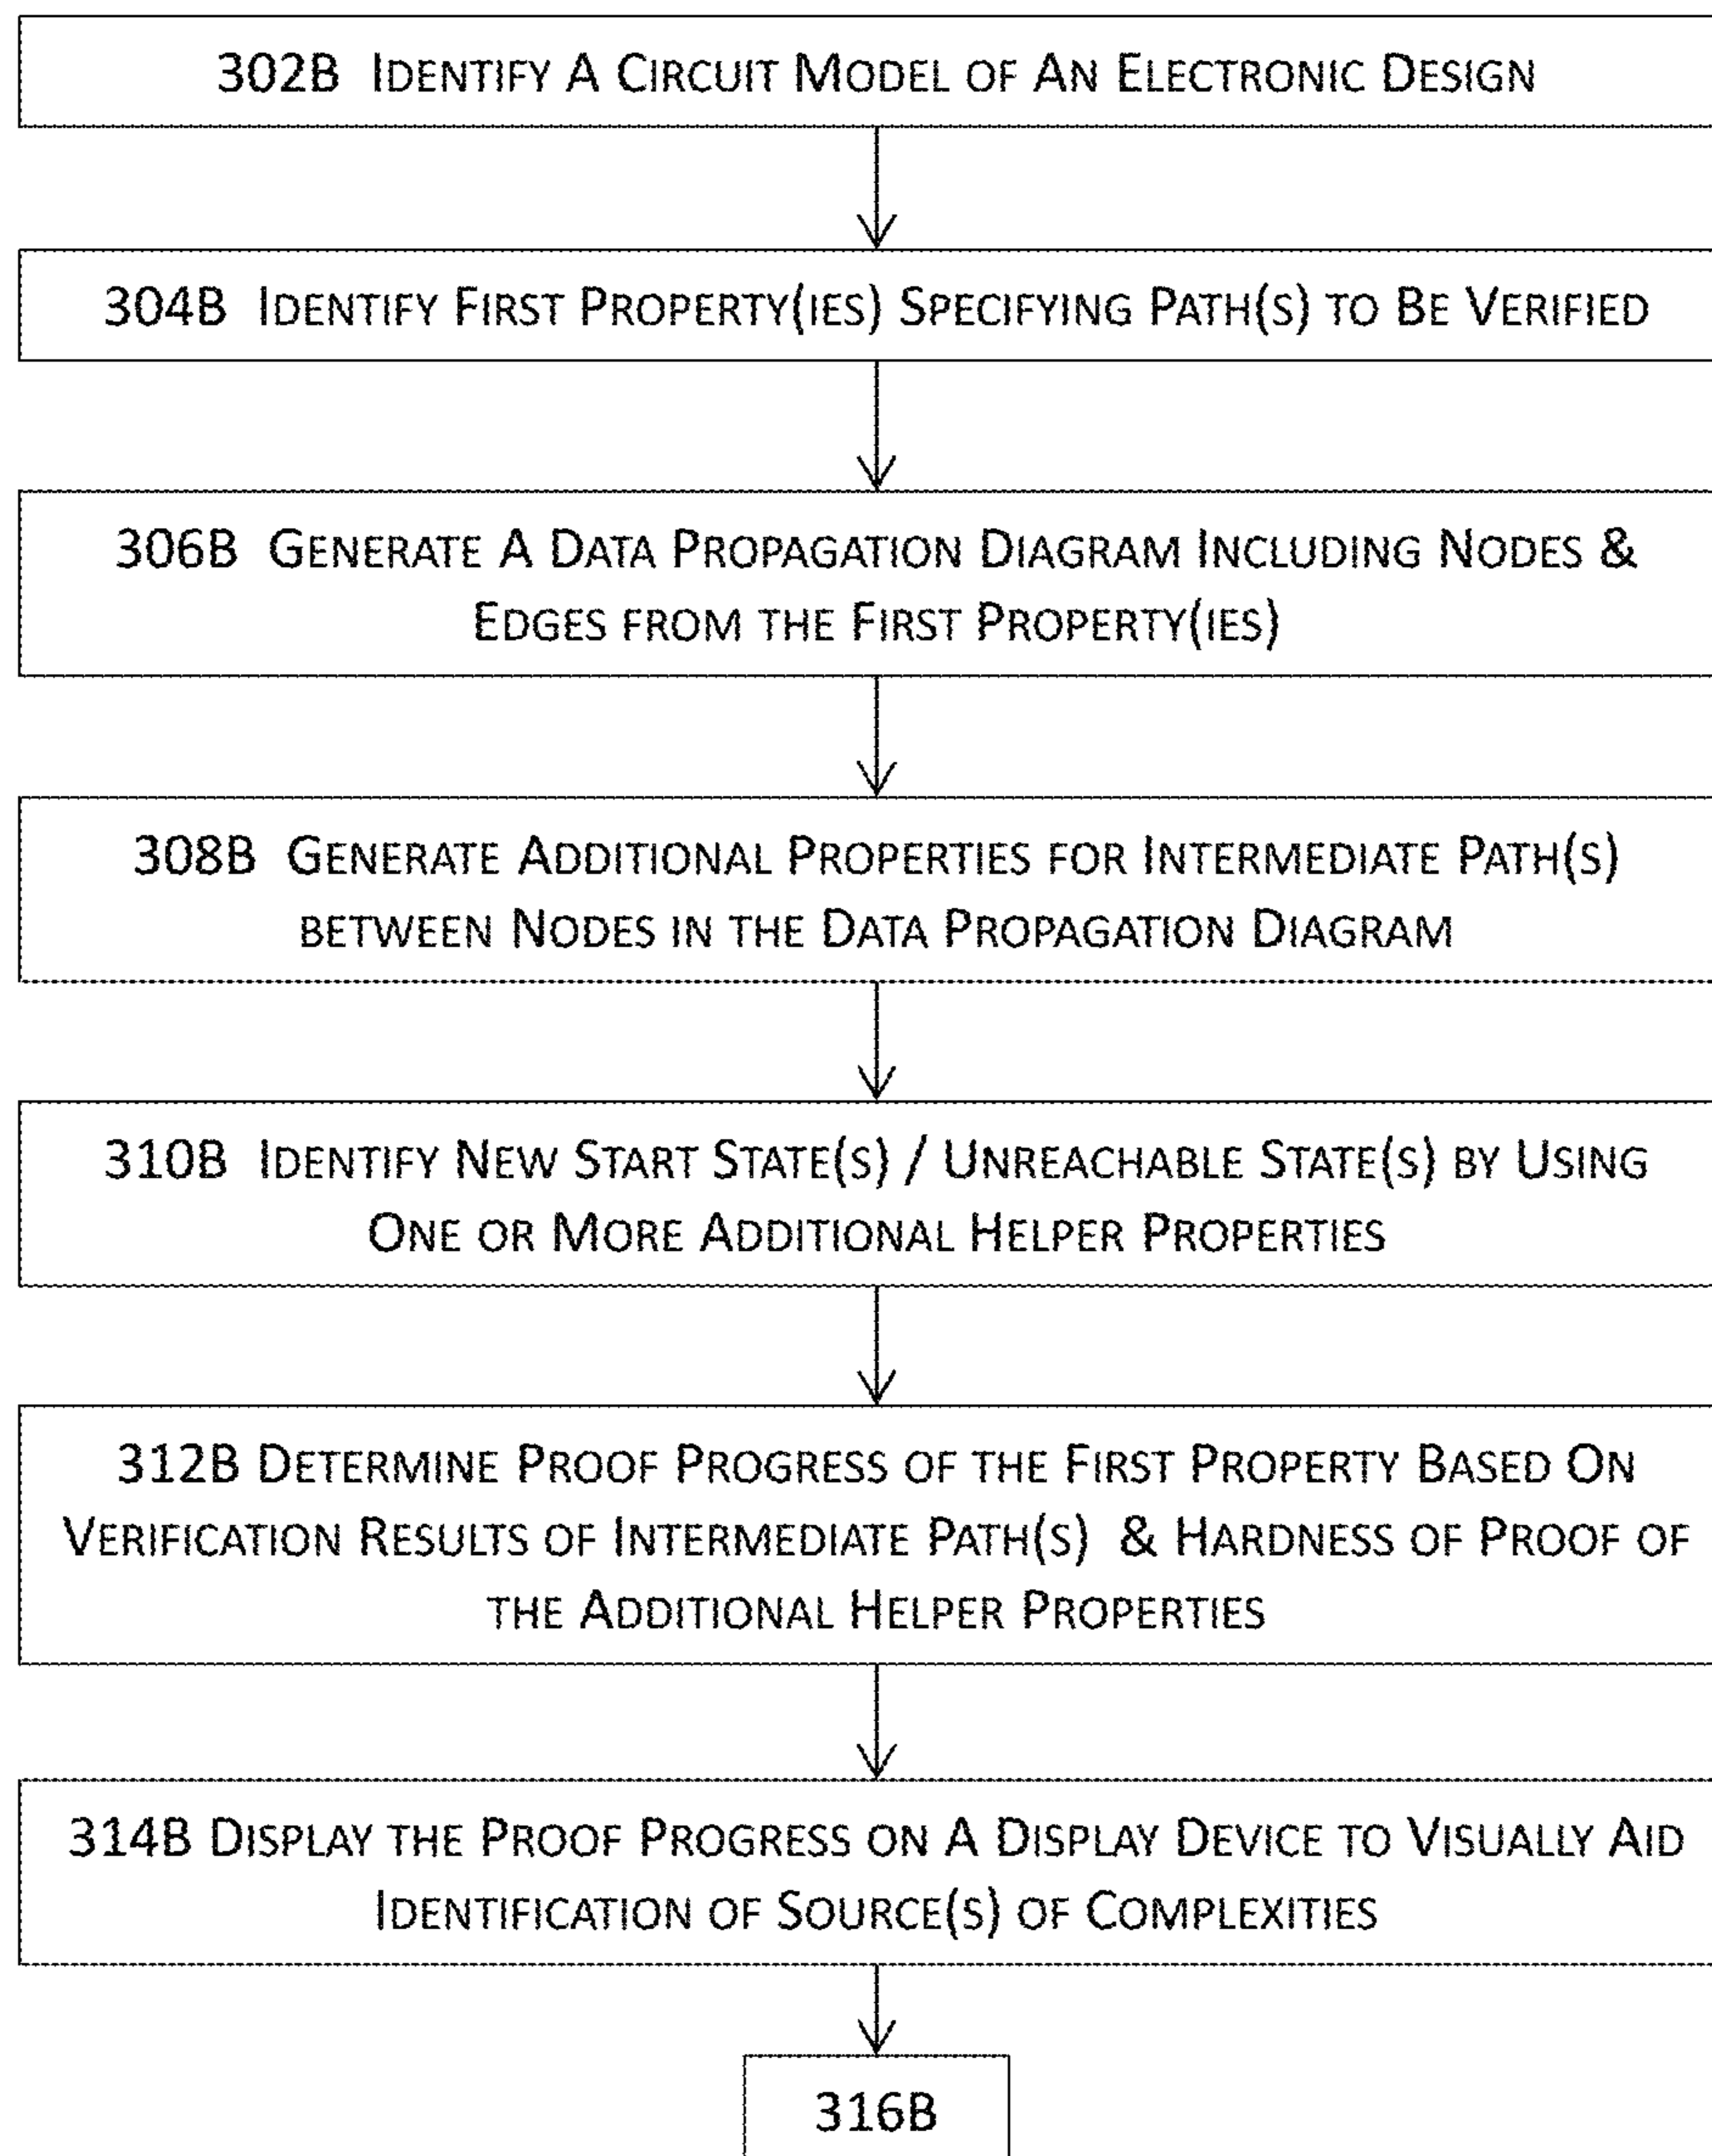 302B IDENTIFY A CIRCUIT MODEL OF AN ELECTRONIC DESIGN
304B IDENTIFY FIRST PROPERTY(IES) SPECIFYING PATH(S) TO BE VERIFIED
306B GENERATE A DATA PROPAGATION DIAGRAM INCLUDING NODES &
EDGES FROM THE FIRST PROPERTY(IES)
308B GENERATE ADDITIONAL PROPERTIES FOR INTERMEDIATE PATH(S)
BETWEEN NODES IN THE DATA PROPAGATION DIAGRAM
310B IDENTIFY NEW START STATE(S) / UNREACHABLE STATE(S) BY USING
ONE OR MORE ADDITIONAL HELPER PROPERTIES
312B DETERMINE PROOF PROGRESS OF THE FIRST PROPERTY BASED ON
VERIFICATION RESULTS OF INTERMEDIATE PATH(S) & HARDNESS OF PROOF OF
THE ADDITIONAL HELPER PROPERTIES
314B DISPLAY THE PROOF PROGRESS ON A DISPLAY DEVICE TO VISUALLY AID
IDENTIFICATION OF SOURCE(S) OF COMPLEXITIES
316B